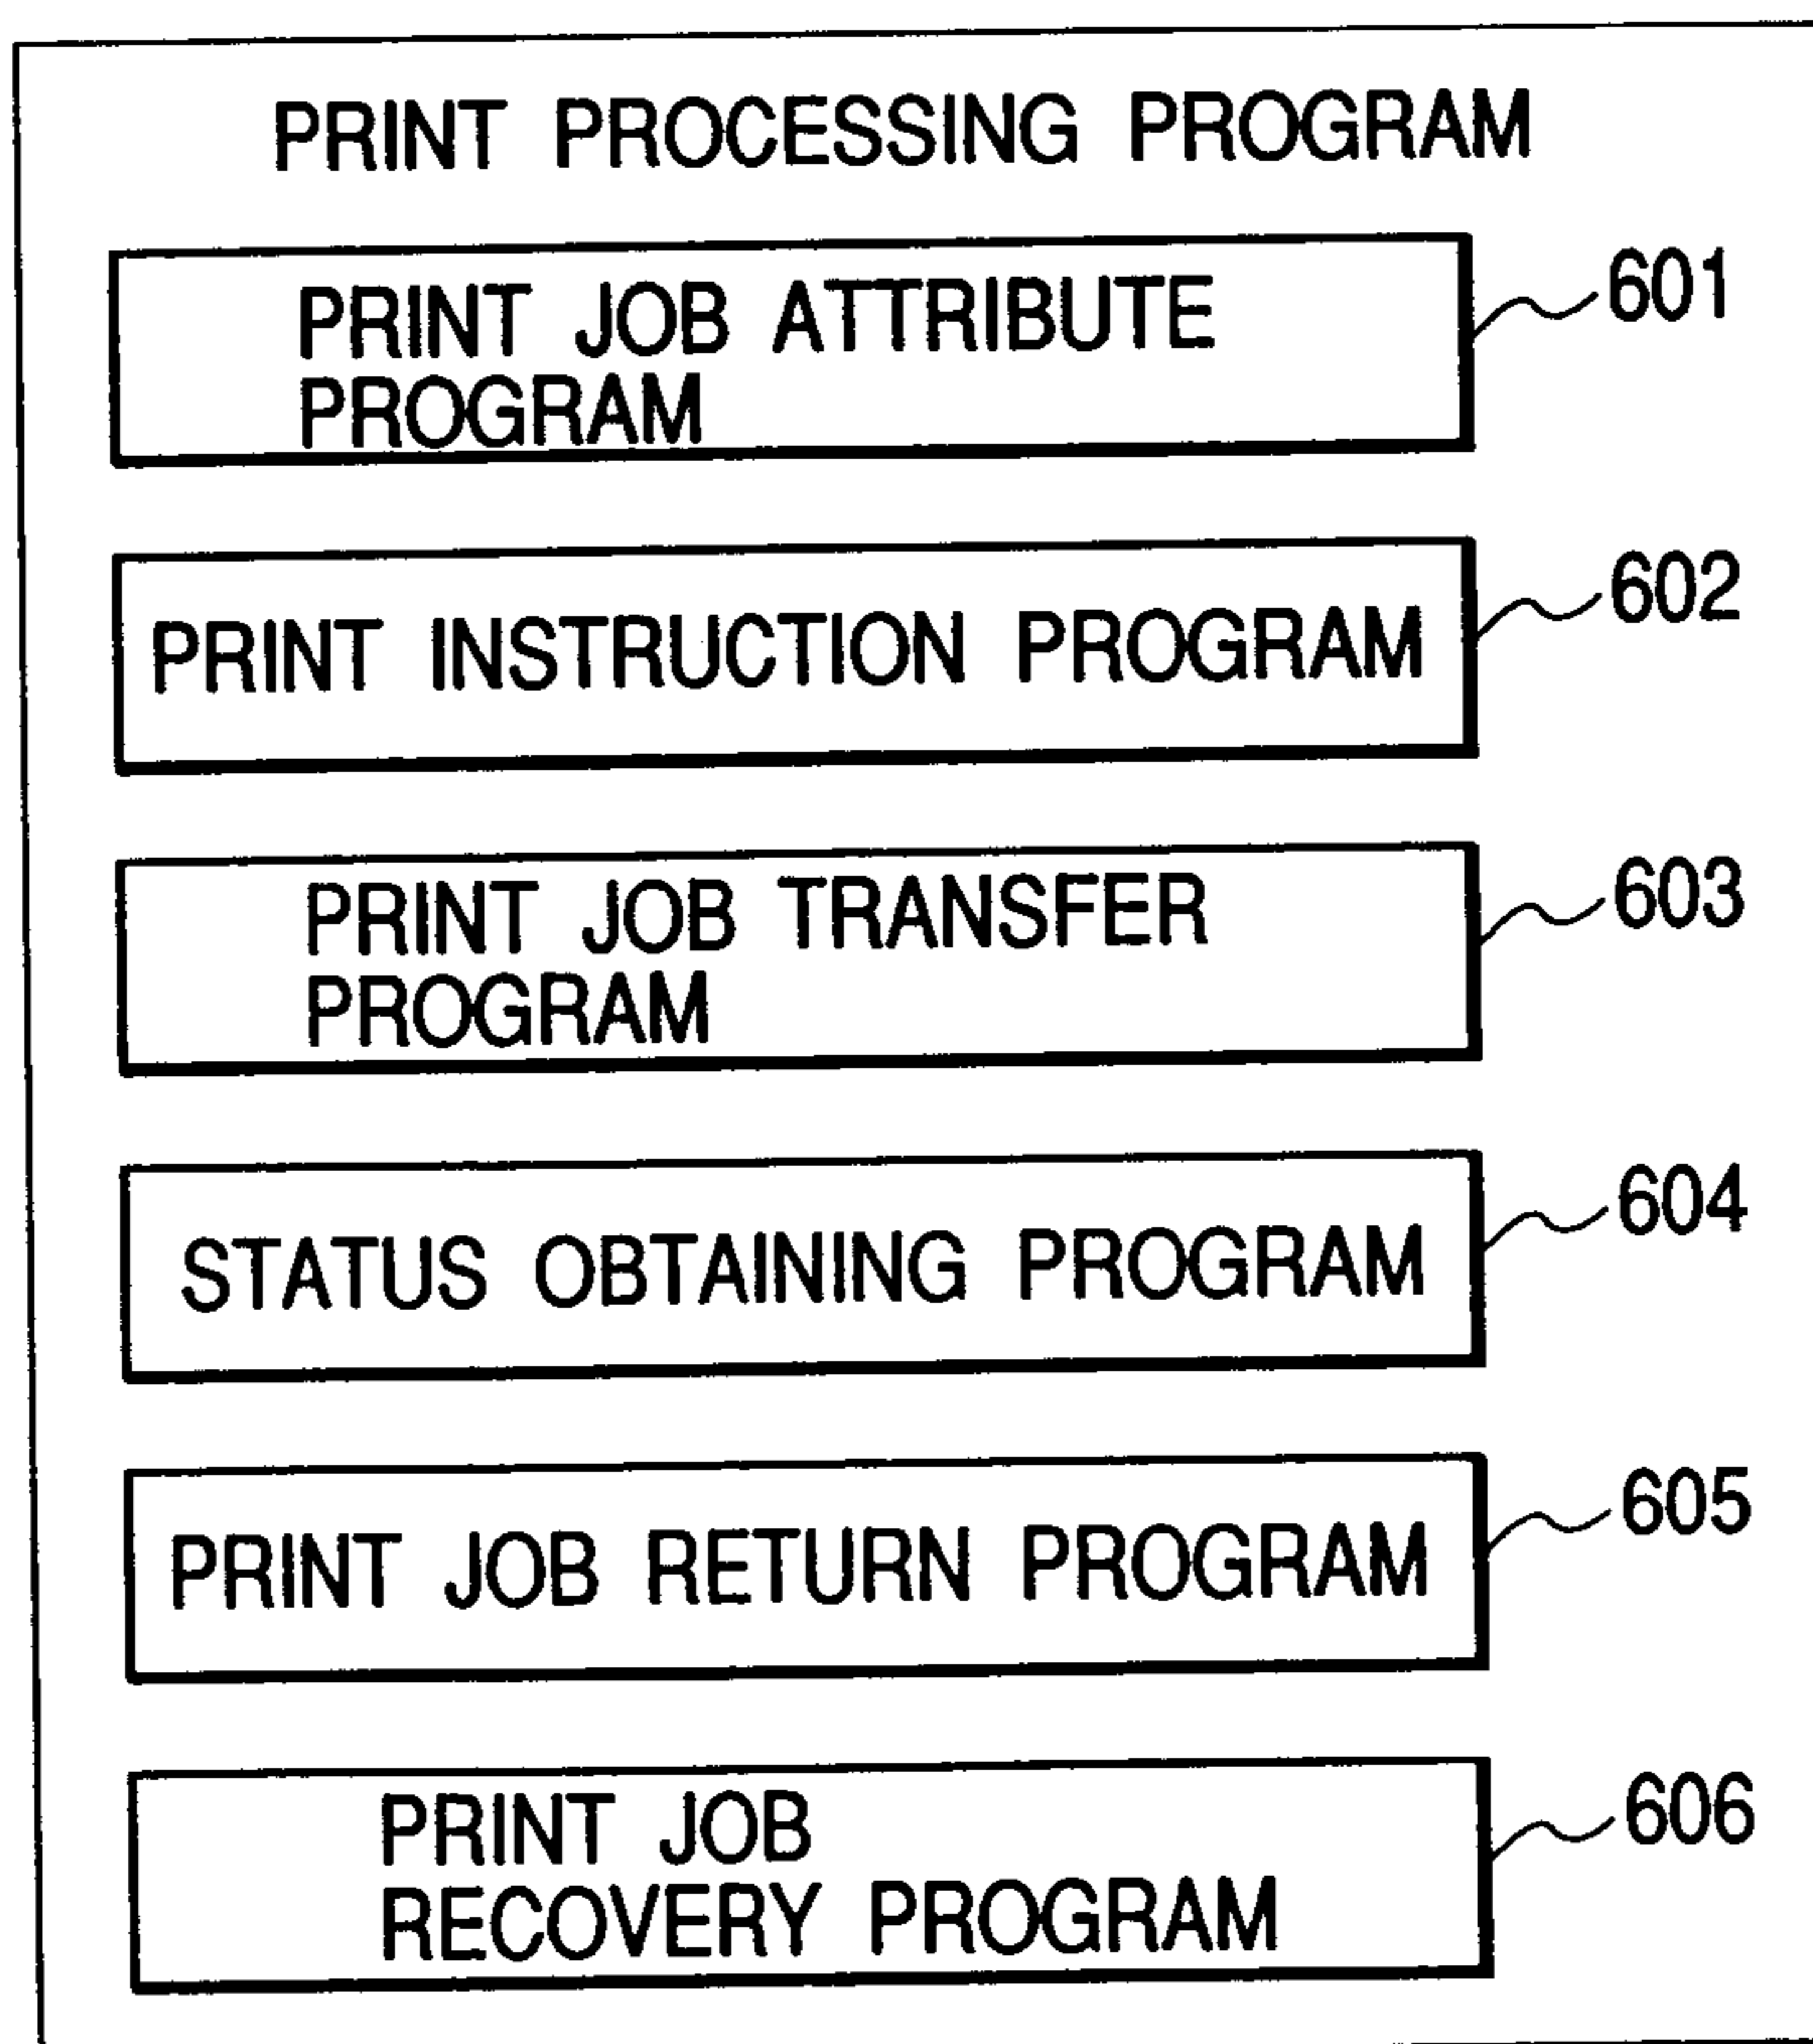 PRINT PROCESSING PROGRAM
PRINT JOB ATTRIBUTE
PROGRAM
601
PRINT INSTRUCTION PROGRAM
602
PRINT JOB TRANSFER
PROGRAM
603
STATUS OBTAINING PROGRAM
604
PRINT JOB RETURN PROGRAM
605
PRINT JOB
RECOVERY PROGRAM
606